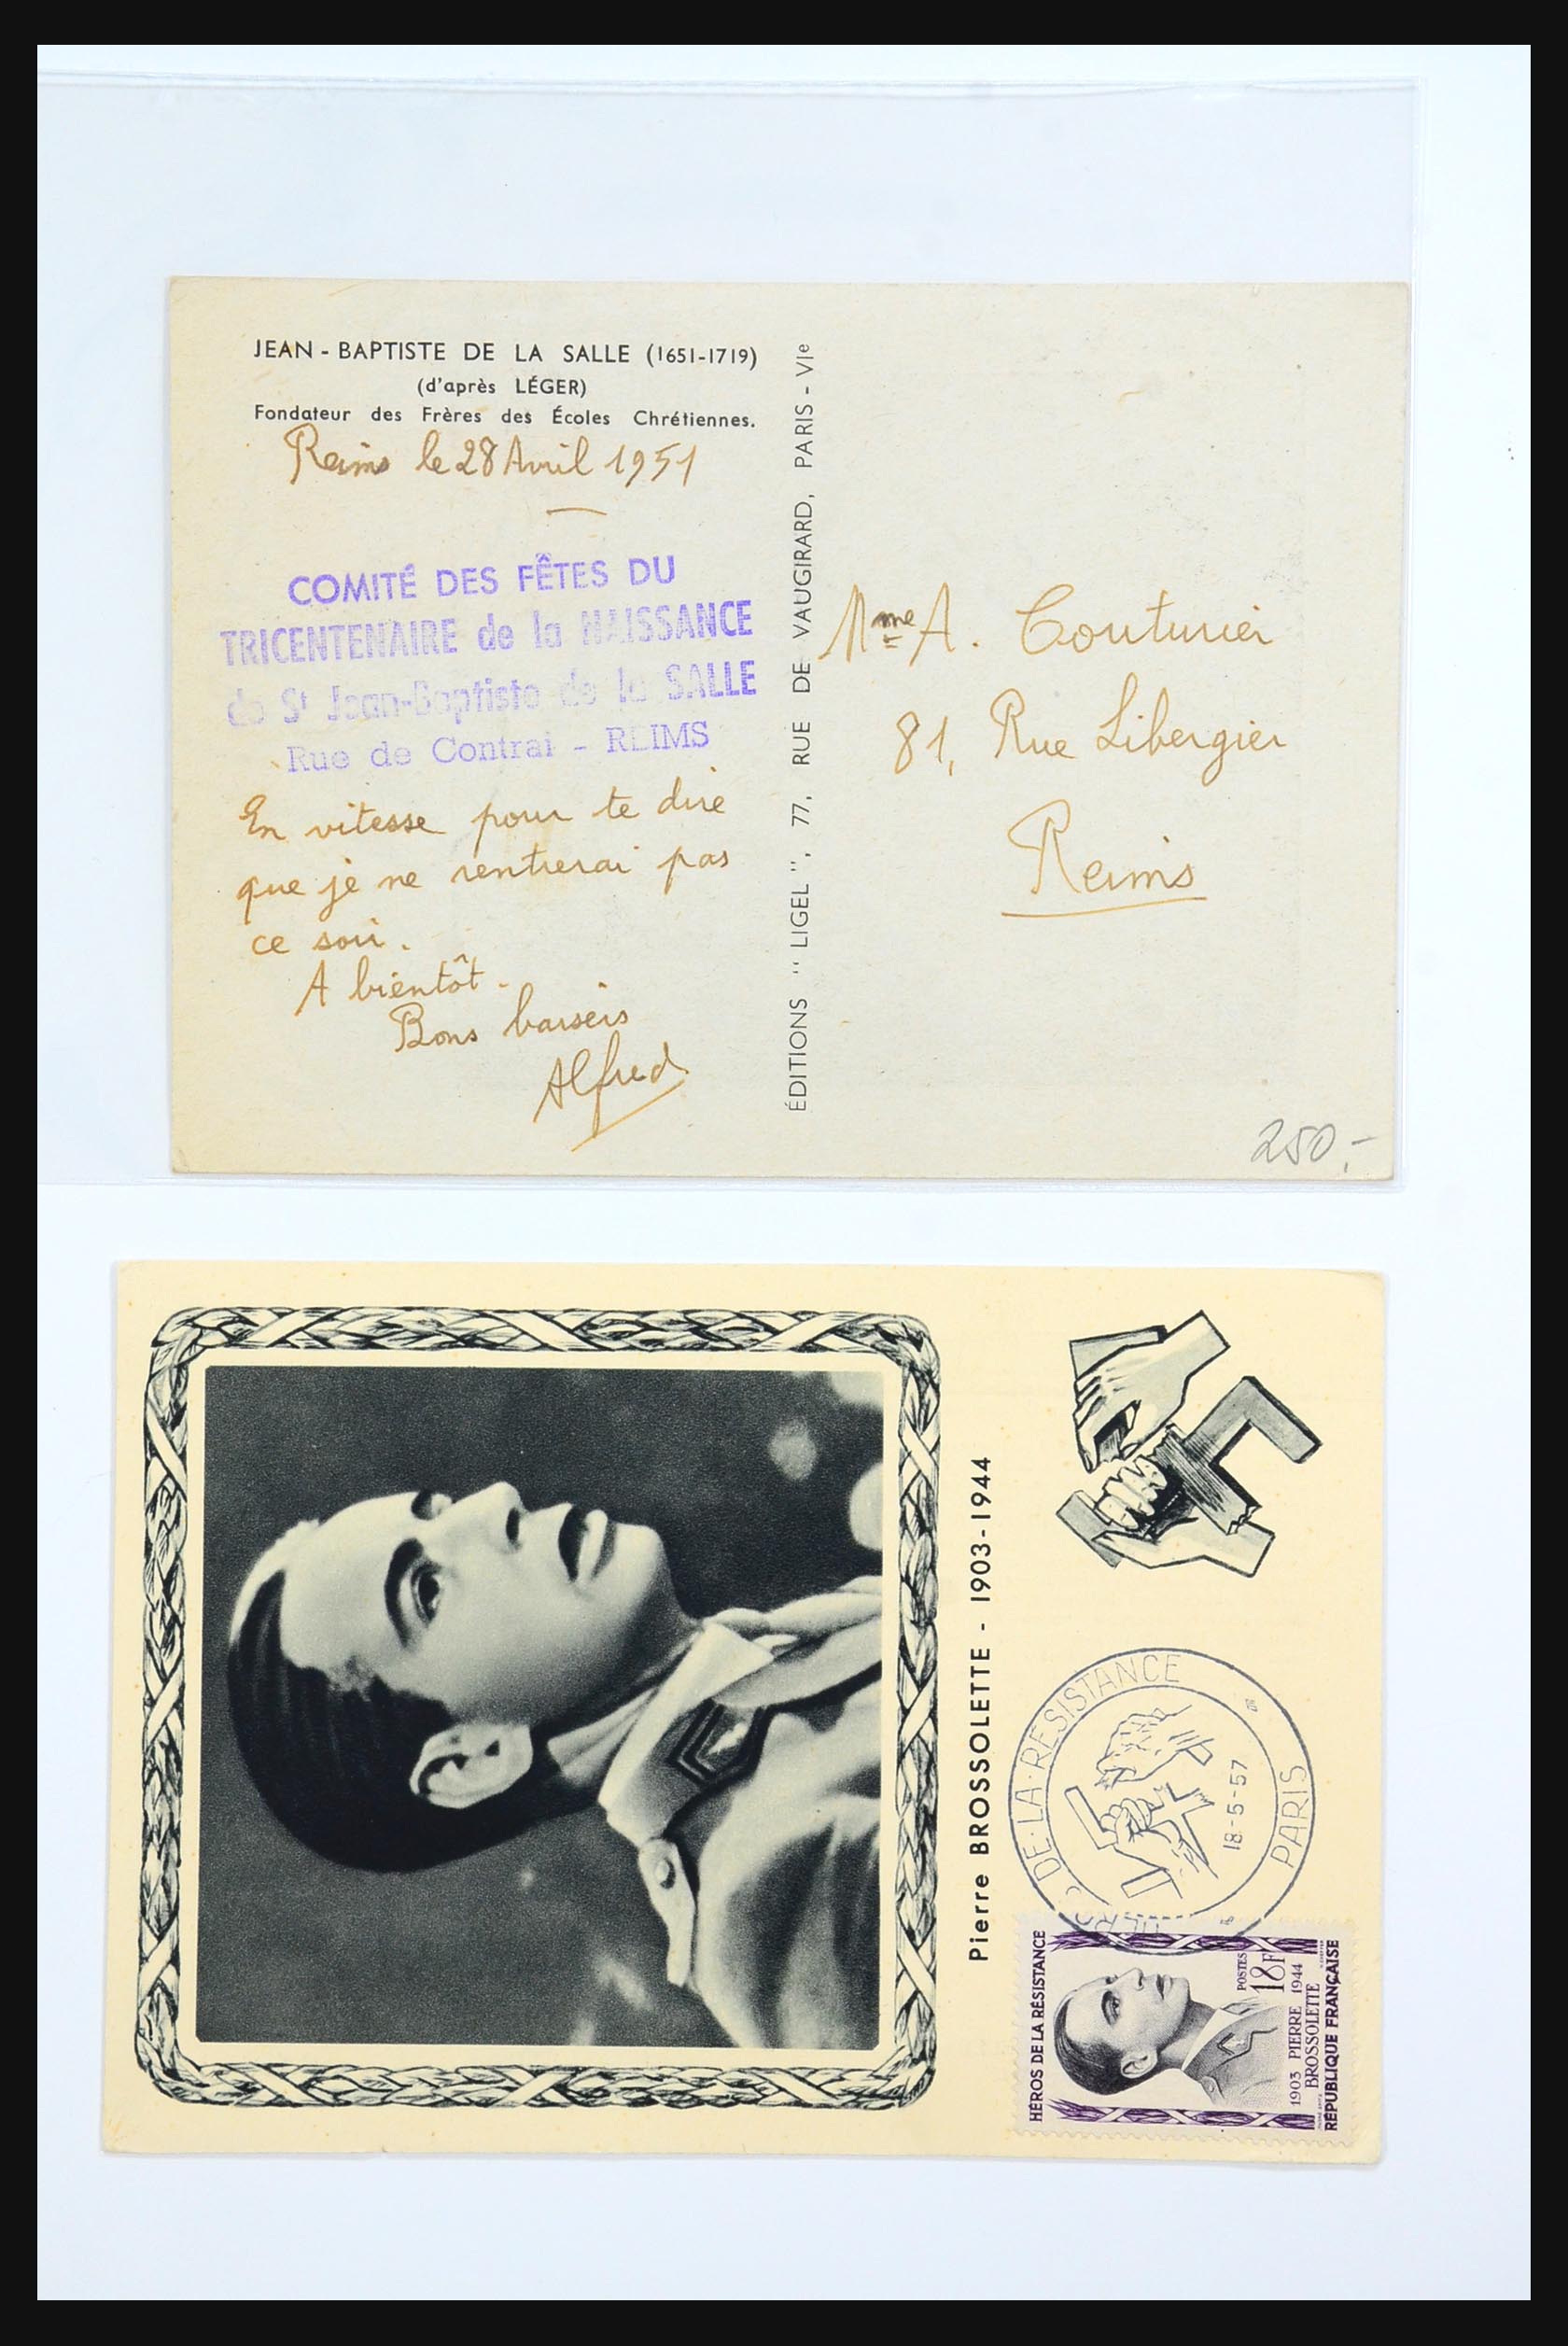 JEAN - BAPTISTE DE LA SALLE (1651-1719)
(d'après LÉGER)
Fondateur des Frères des Écoles Chrétiennes.
Reims le 28 Avril 1951
COMITÉ DES FÊTES DU
TRICENTENAIRE de la NAISSANCE
de St Jean-Baptiste de la SALLE
Rue de Contrai - REIMS
En vitesse pour te dire
que je ne rentrerai pas
ce soir.
A bientôt.
Bons baisers
Alfred
ÉDITIONS " LIGEL ", 77, RUE DE VAUGIRARD, PARIS - VIe
Mme A. Couturier
81, Rue Libergier
Reims
250,-
Pierre BROSSOLETTE - 1903-1944
HEROS DE·LA·RESISTANCE
18-5-57
PARIS
HÉROS DE LA RÉSISTANCE
POSTES
18F
1903 PIERRE 1944
BROSSOLETTE
RÉPUBLIQUE FRANÇAISE